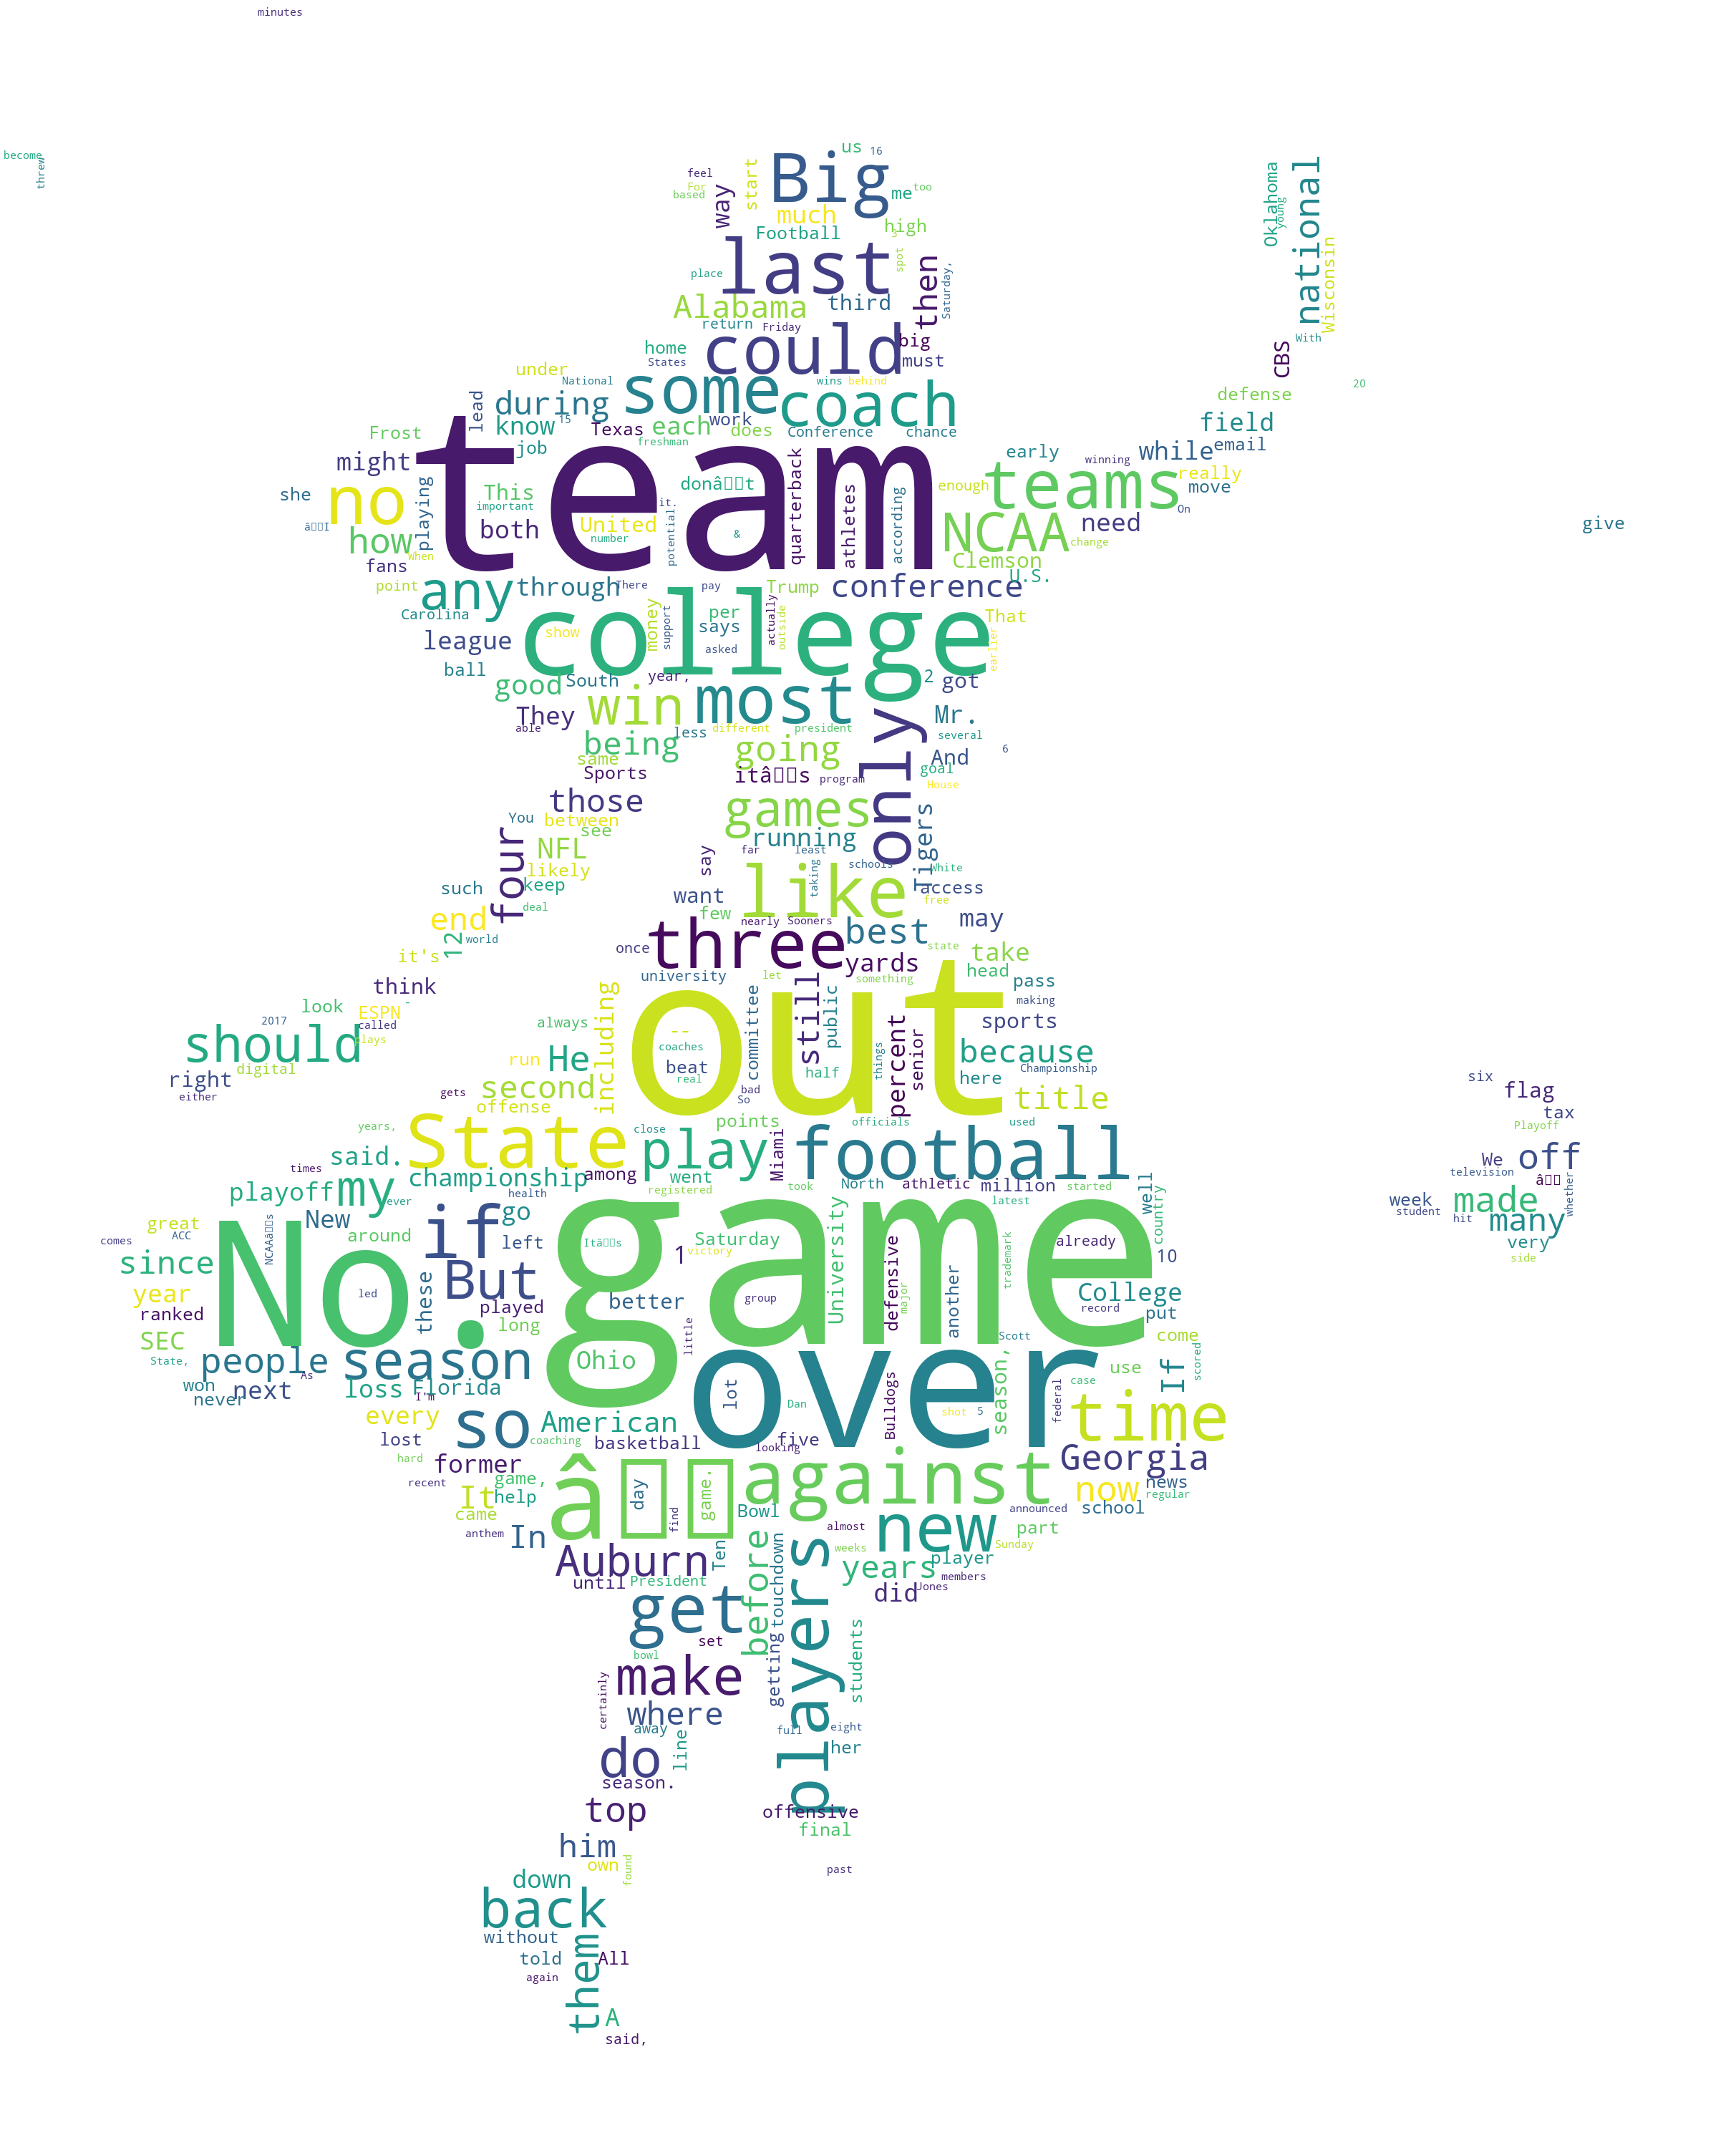 minutes
become
threw
us
16
Big
feel
For
based
way
start
me
too
much
Football
high
3
last
place
spot
then
Saturday,
Alabama
third
return
Friday
could
big
must
home
States
under
National
some
wins
behind
coach
during
lead
know
15
job
Texas
each
work
does
freshman
Conference
chance
Oklahoma
young
national
Wisconsin
With
CBS
20
defense
field
email
while
really
move
early
winning
On
Frost
might
she
no
playing
team
This
important
both
United
number
donât
it.
potential
&
quarterback
athletes
according
enough
teams
NCAA
need
change
give
âI
how
when
fans
point
any
through
There
pay
Trump
conference
Clemson
U.S.
Carolina
league
show
money
support
per
says
asked
actually
outside
college
That
earlier
ball
good
South
year,
2
got
They
able
win
most
less
different
president
only
Mr.
several
And
6
being
same
Sports
going
itâs
program
goal
House
those
games
running
Tigers
You
between
see
four
NFL
likely
keep
deal
such
end
12
world
it's
say
far
least
taking
schools
White
like
access
free
want
few
nearly
Sooners
may
once
three
best
yards
state
take
head
pass
making
think
-
look
ESPN
called
plays
2017
should
digital
right
either
university
let
something
always
including
out
--
coaches
beat
real
committee
bad
So
still
public
half
things
percent
senior
sports
because
here
Championship
title
run
He
second
gets
offense
State
close
play
points
Miami
officials
used
football
six
flag
tax
Playoff
We
off
television
â
week
student
made
hit
many
whether
very
side
years,
said.
times
playoff
my
championship
ever
health
among
went
registered
took
North
athletic
million
started
latest
well
country
great
ACC
comes
NCAAâs
New
around
if
go
left
No.
since
year
ranked
SEC
State,
led
these
But
played
long
game
Itâs
1
Saturday
victory
better
group
University
defensive
major
another
trademark
already
10
College
record
put
little
Scott
come
won
never
people
next
As
season
loss
Florida
I'm
Ohio
over
lot
Dan
Bulldogs
shot
5
season,
federal
case
use
If
scored
every
lost
hard
so
American
coaching
basketball
looking
five
time
Georgia
former
recent
game,
It
help
came
anthem
In
â
day
find
game.
Bowl
against
now
news
regular
school
announced
part
almost
new
Sunday
Auburn
until
President
Ten
before
touchdown
weeks
years
player
members
did
Jones
get
set
bowl
players
getting
students
make
certainly
where
away
line
do
season.
full
eight
her
top
offensive
final
past
him
own
found
down
back
without
told
All
again
them
A
said,